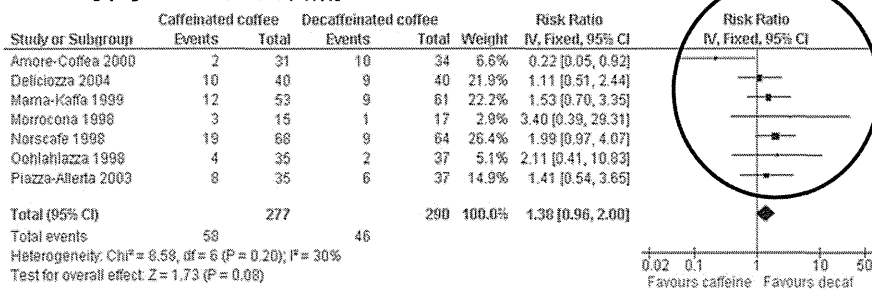 Caffeinated coffee Decaffeinated coffee Risk Ratio Risk Ratio
Study or Subgroup Events Total Events Total Weight IV, Fixed, 95% CI IV, Fixed, 95% CI
Amore-Coffea 2000 2 31 10 34 6.6% 0.22 [0.05, 0.92]
Deliciozza 2004 10 40 9 40 21.9% 1.11 [0.51, 2.44]
Mama-Kaffa 1999 12 53 9 61 22.2% 1.53 [0.70, 3.35]
Morrocona 1998 3 15 1 17 2.9% 3.40 [0.39, 29.31]
Norscafe 1998 19 68 9 64 26.4% 1.99 [0.97, 4.07]
Oohlahlazza 1998 4 35 2 37 5.1% 2.11 [0.41, 10.83]
Piazza-Allerta 2003 8 35 6 37 14.9% 1.41 [0.54, 3.65]
Total (95% CI) 277 290 100.0% 1.38 [0.96, 2.00]
Total events 58 46
Heterogeneity: Chi² = 8.58, df = 6 (P = 0.20); I² = 30%
Test for overall effect: Z = 1.73 (P = 0.08)
0.02 0.1 1 10 50
Favours caffeine Favours decaf